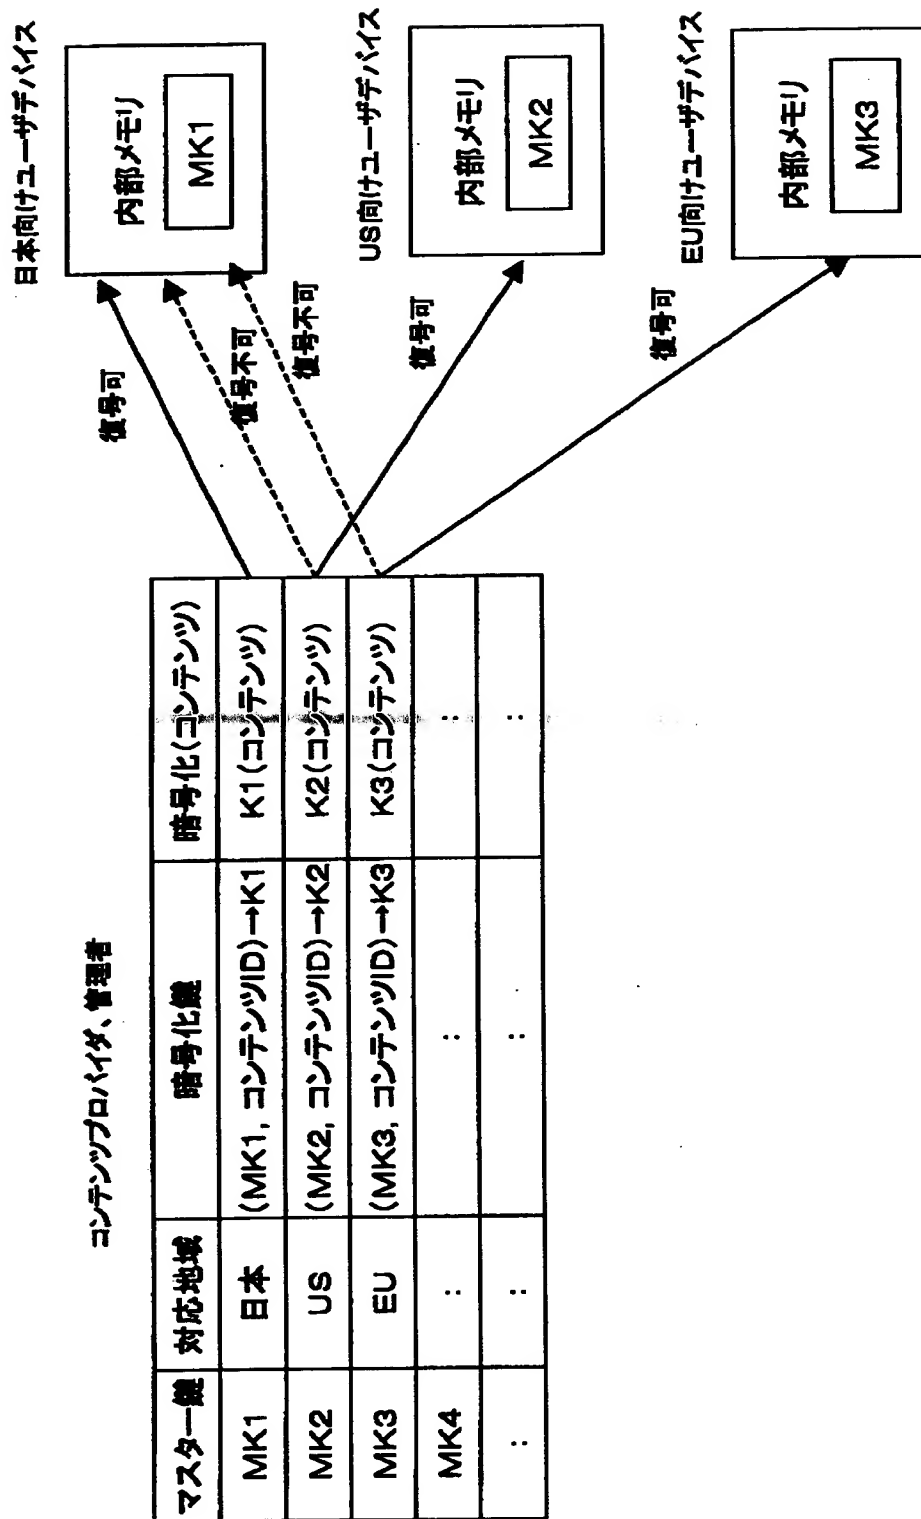 コンテンツプロバイダ、管理者
マスター鍵 対応地域 暗号化鍵 暗号化(コンテンツ)
MK1 日本 (MK1, コンテンツID)→K1 K1(コンテンツ)
MK2 US (MK2, コンテンツID)→K2 K2(コンテンツ)
MK3 EU (MK3, コンテンツID)→K3 K3(コンテンツ)
MK4 : : :
: : : :
復号可
復号不可
復号不可
復号可
復号可
日本向けユーザデバイス
内部メモリ
MK1
US向けユーザデバイス
内部メモリ
MK2
EU向けユーザデバイス
内部メモリ
MK3